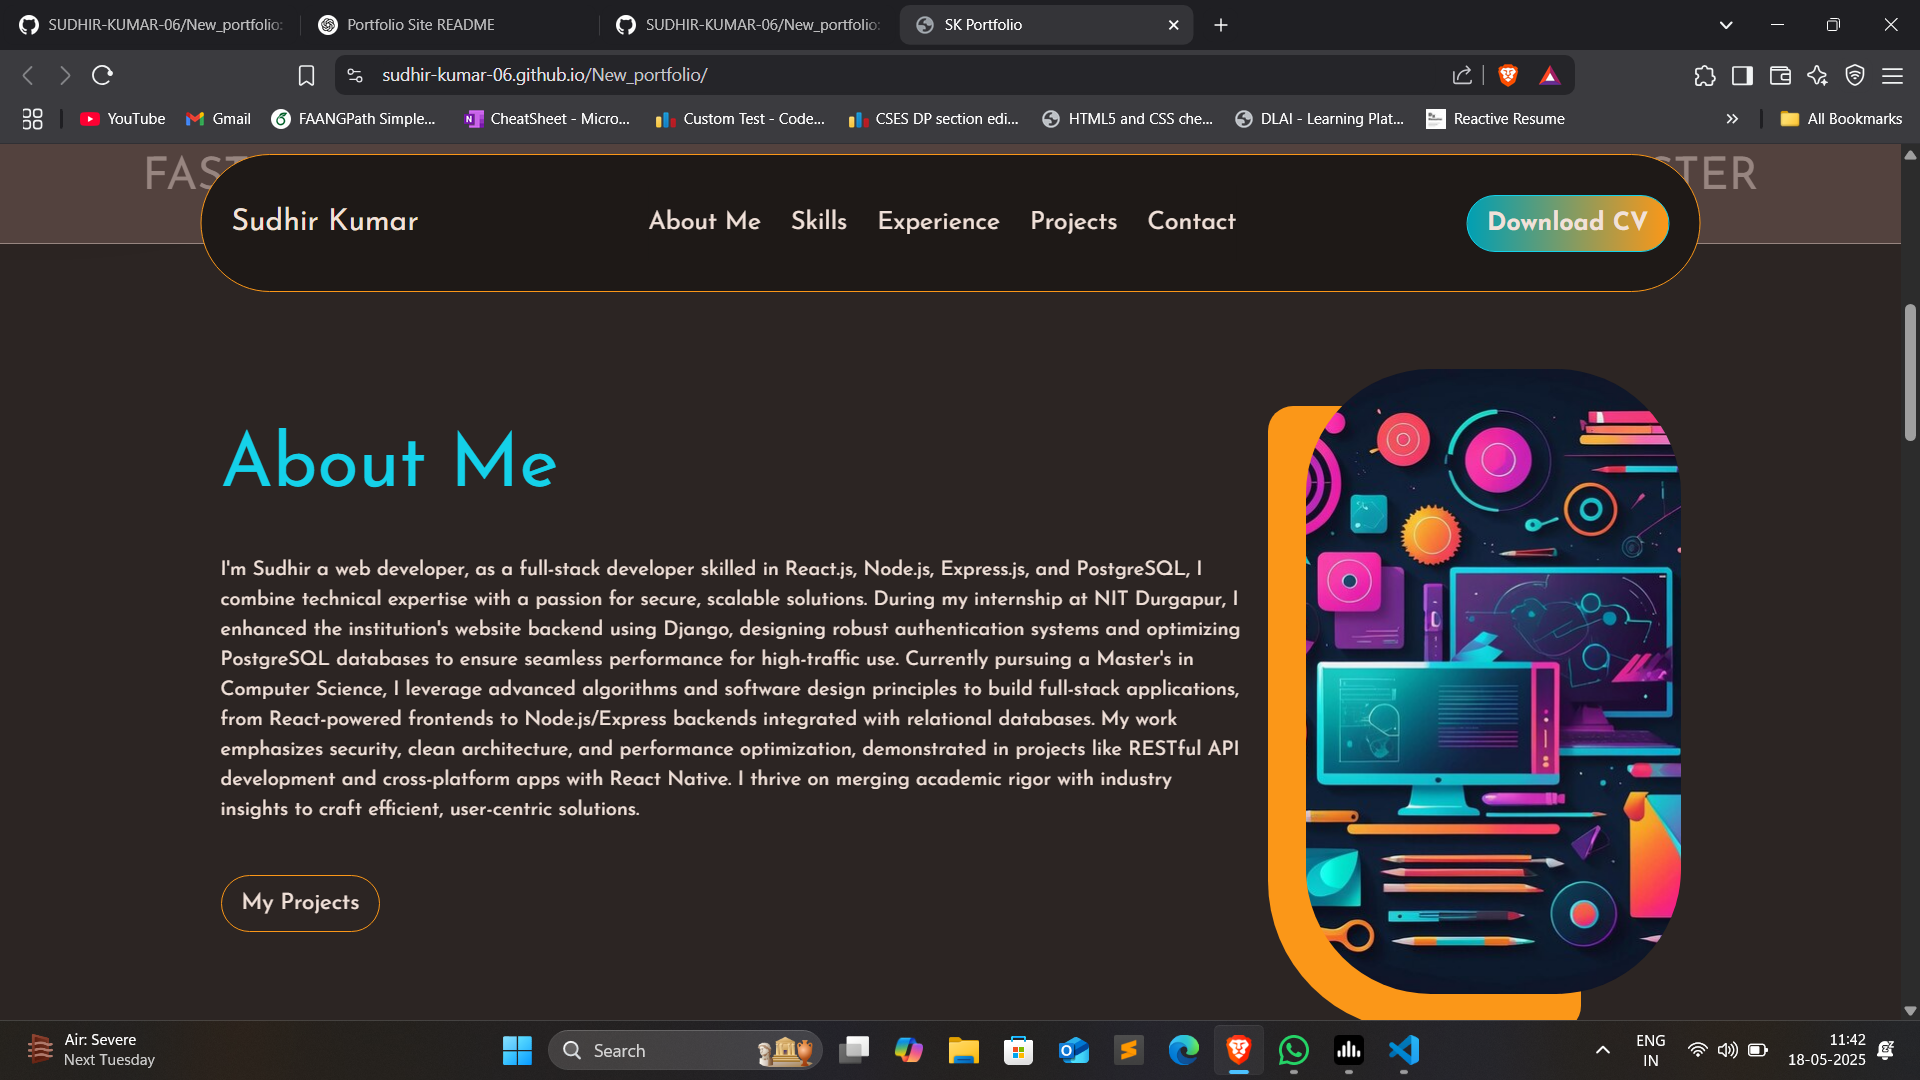 SUDHIR-KUMAR-06/New_portfolio:
Portfolio Site README
SUDHIR-KUMAR-06/New_portfolio:
SK Portfolio
sudhir-kumar-06.github.io/New_portfolio/
YouTube
Gmail
FAANGPath Simple...
CheatSheet - Micro...
Custom Test - Code...
CSES DP section edi...
HTML5 and CSS che...
DLAI - Learning Plat...
Reactive Resume
All Bookmarks
Sudhir Kumar
About Me
Skills
Experience
Projects
Contact
Download CV
About Me
I'm Sudhir a web developer, as a full-stack developer skilled in React.js, Node.js, Express.js, and PostgreSQL, I
combine technical expertise with a passion for secure, scalable solutions. During my internship at NIT Durgapur, I
enhanced the institution's website backend using Django, designing robust authentication systems and optimizing
PostgreSQL databases to ensure seamless performance for high-traffic use. Currently pursuing a Master's in
Computer Science, I leverage advanced algorithms and software design principles to build full-stack applications,
from React-powered frontends to Node.js/Express backends integrated with relational databases. My work
emphasizes security, clean architecture, and performance optimization, demonstrated in projects like RESTful API
development and cross-platform apps with React Native. I thrive on merging academic rigor with industry
insights to craft efficient, user-centric solutions.
My Projects
Air: Severe
Next Tuesday
Search
ENG
IN
11:42
18-05-2025